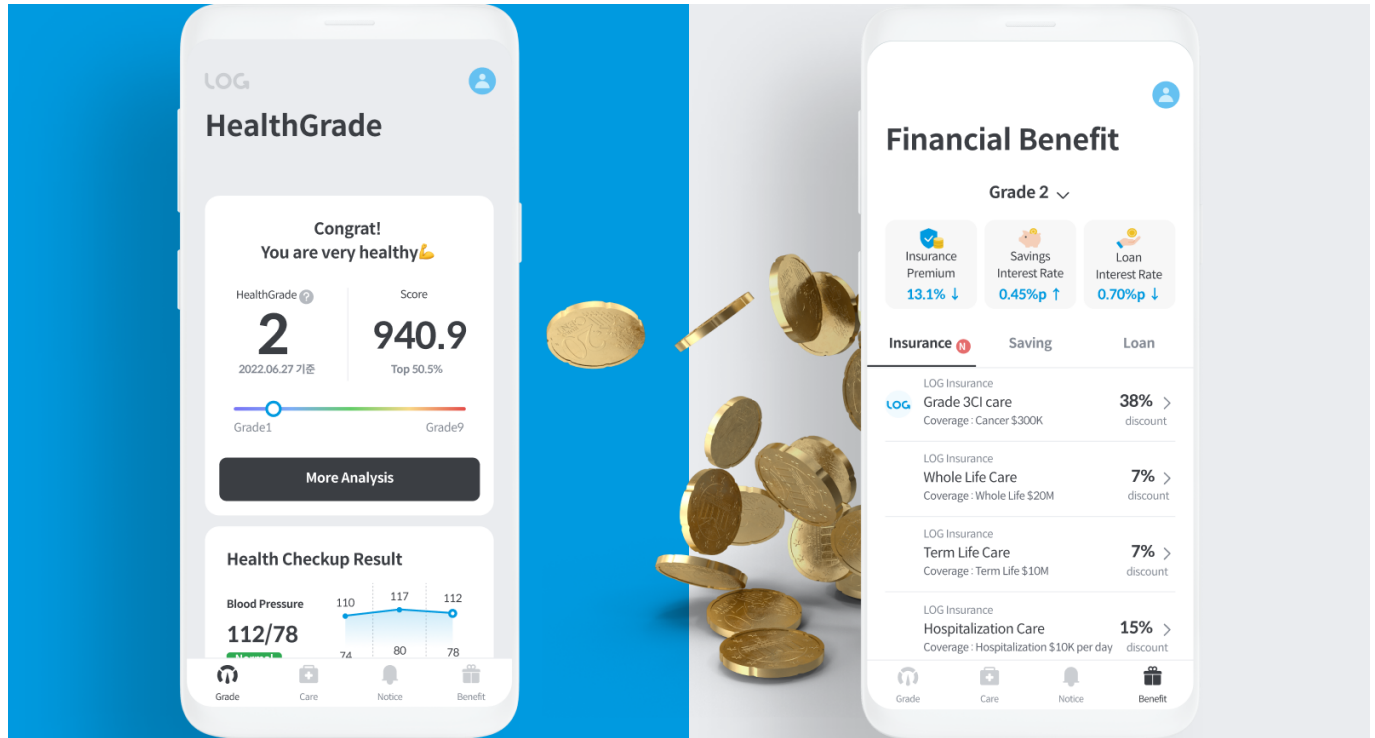 LOG
HealthGrade
Congrat!
You are very healthy💪
HealthGrade ?
Score
2
940.9
2022.06.27 기준
Top 50.5%
Grade1
Grade9
More Analysis
Health Checkup Result
Blood Pressure
110
117
112
112/78
Normal
74
80
78
Grade
Care
Notice
Benefit
Financial Benefit
Grade 2
Insurance
Premium
13.1% ↓
Savings
Interest Rate
0.45%p ↑
Loan
Interest Rate
0.70%p ↓
Insurance N
Saving
Loan
LOG
LOG Insurance
Grade 3CI care
Coverage : Cancer $300K
38%
discount
LOG Insurance
Whole Life Care
Coverage : Whole Life $20M
7%
discount
LOG Insurance
Term Life Care
Coverage : Term Life $10M
7%
discount
LOG Insurance
Hospitalization Care
Coverage : Hospitalization $10K per day
15%
discount
Grade
Care
Notice
Benefit